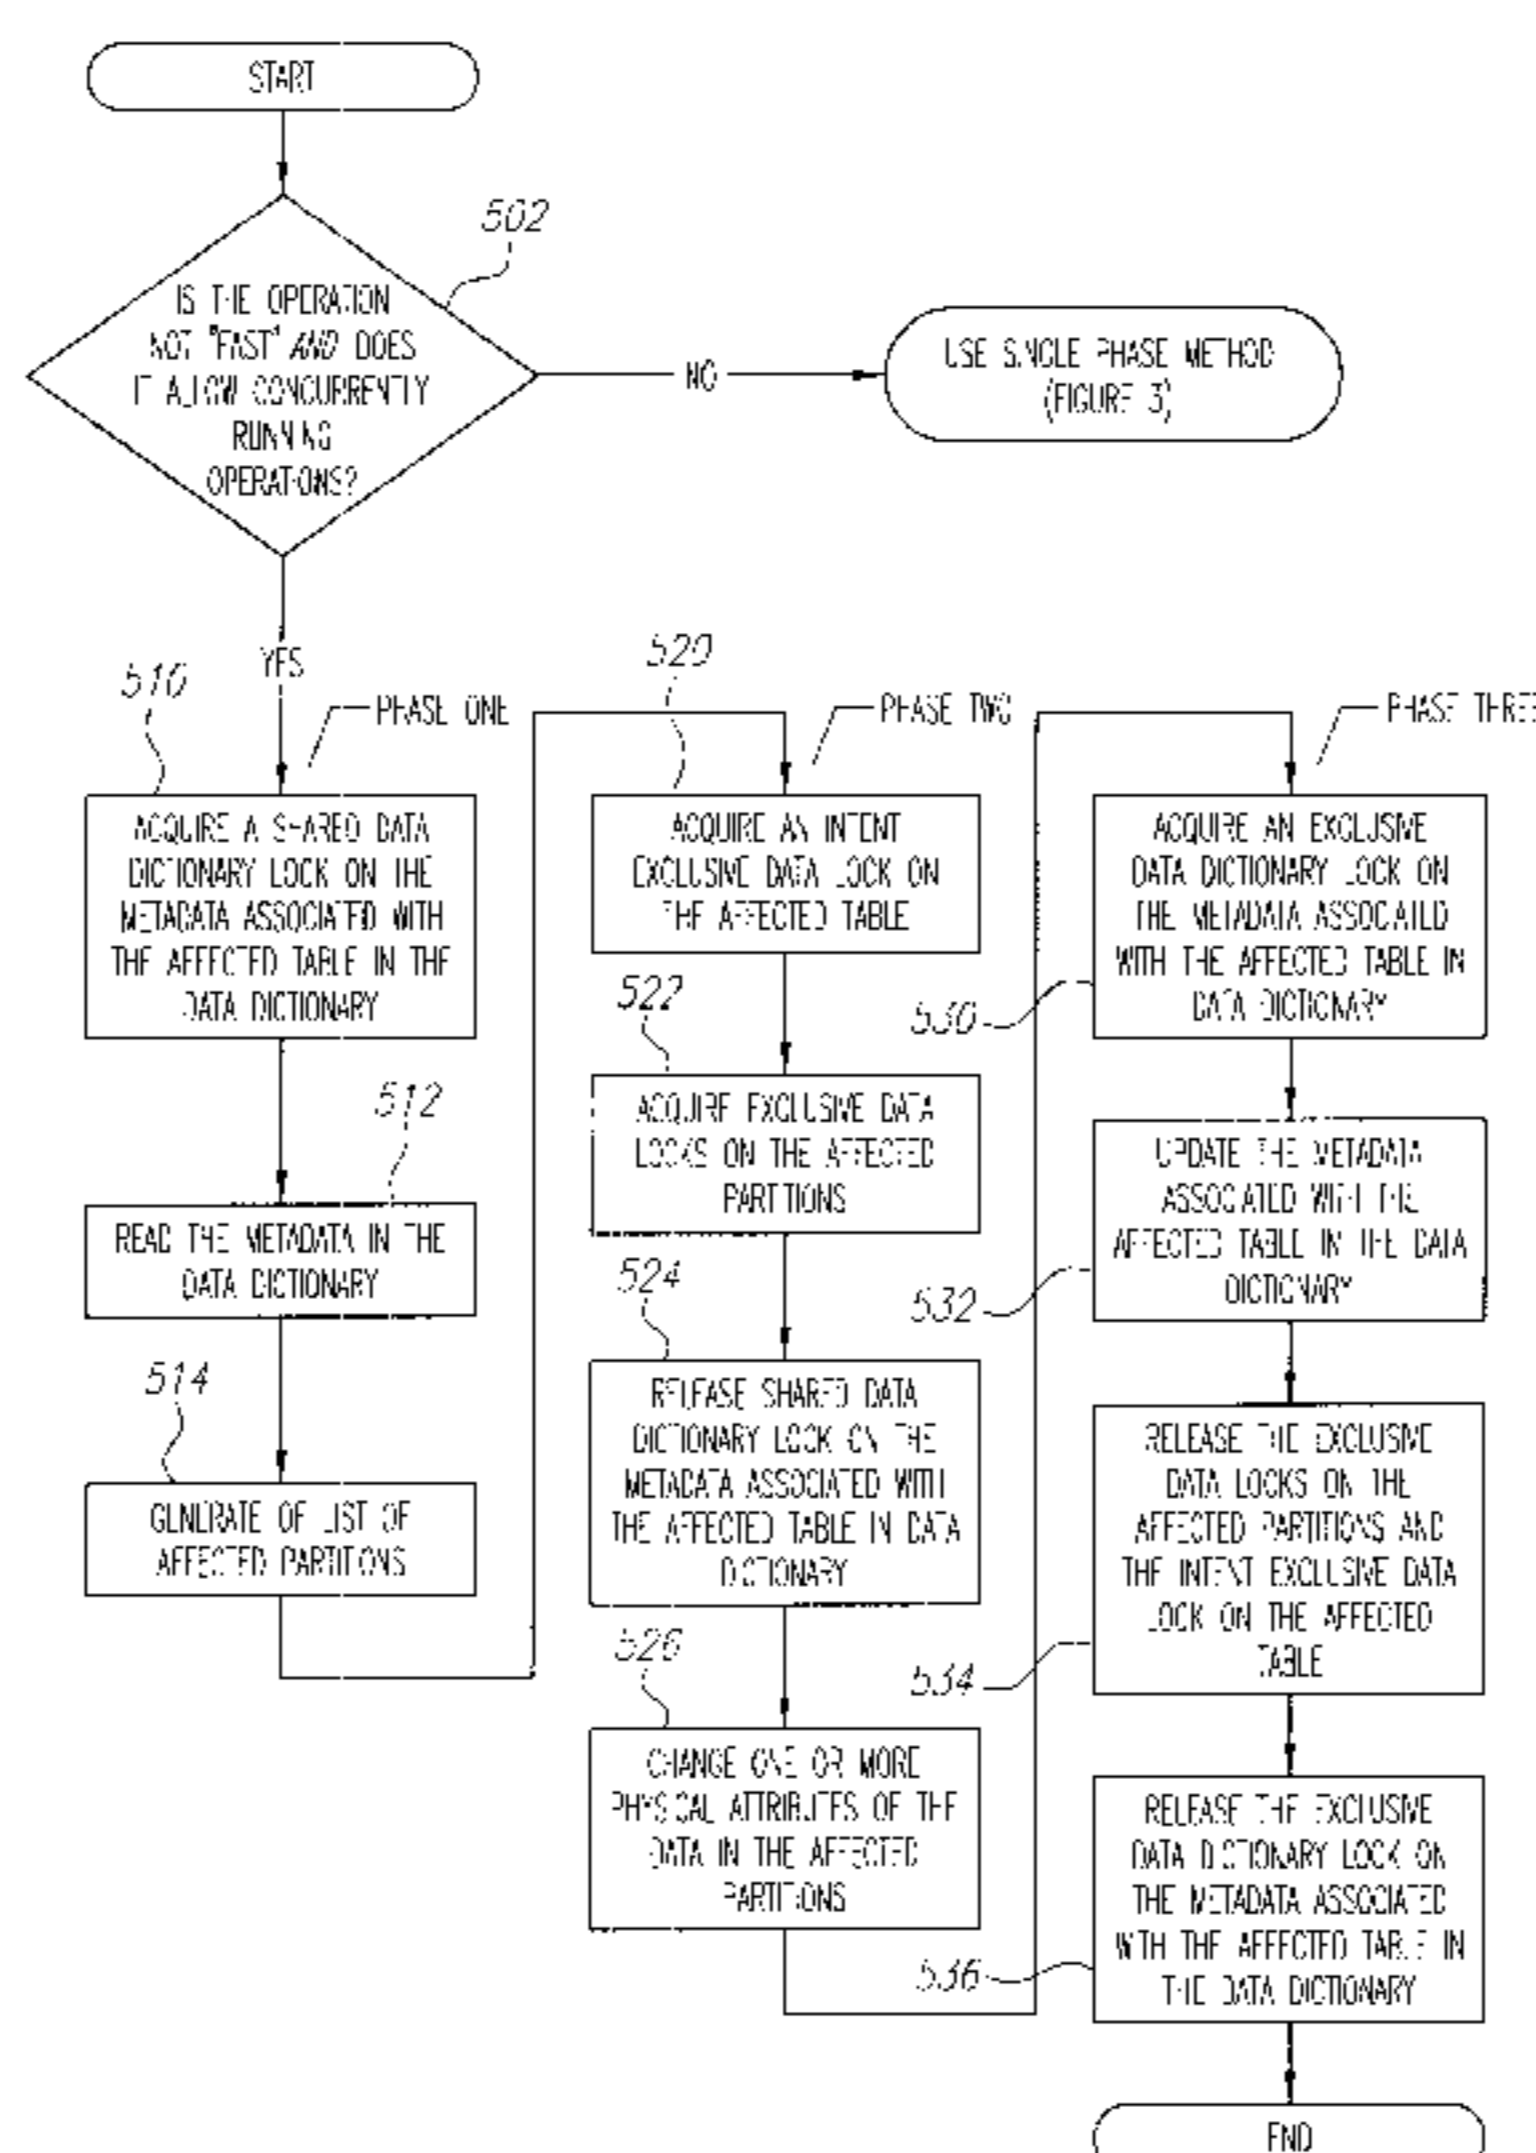 START
502
IS THE OPERATION
NOT "FAST" AND DOES
IT ALLOW CONCURRENTLY
RUNNING
OPERATIONS?
NO
USE SINGLE PHASE METHOD
(FIGURE 3)
YES
510
PHASE ONE
ACQUIRE A SHARED DATA
DICTIONARY LOCK ON THE
METADATA ASSOCIATED WITH
THE AFFECTED TABLE IN THE
DATA DICTIONARY
512
READ THE METADATA IN THE
DATA DICTIONARY
514
GENERATE OF LIST OF
AFFECTED PARTITIONS
520
PHASE TWO
ACQUIRE AN INTENT
EXCLUSIVE DATA LOCK ON
THE AFFECTED TABLE
522
ACQUIRE EXCLUSIVE DATA
LOCKS ON THE AFFECTED
PARTITIONS
524
RELEASE SHARED DATA
DICTIONARY LOCK ON THE
METADATA ASSOCIATED WITH
THE AFFECTED TABLE IN DATA
DICTIONARY
526
CHANGE ONE OR MORE
PHYSICAL ATTRIBUTES OF THE
DATA IN THE AFFECTED
PARTITIONS
PHASE THREE
ACQUIRE AN EXCLUSIVE
DATA DICTIONARY LOCK ON
THE METADATA ASSOCIATED
WITH THE AFFECTED TABLE IN
DATA DICTIONARY
530
UPDATE THE METADATA
ASSOCIATED WITH THE
AFFECTED TABLE IN THE DATA
DICTIONARY
532
RELEASE THE EXCLUSIVE
DATA LOCKS ON THE
AFFECTED PARTITIONS AND
THE INTENT EXCLUSIVE DATA
LOCK ON THE AFFECTED
TABLE
534
RELEASE THE EXCLUSIVE
DATA DICTIONARY LOCK ON
THE METADATA ASSOCIATED
WITH THE AFFECTED TABLE IN
THE DATA DICTIONARY
536
END